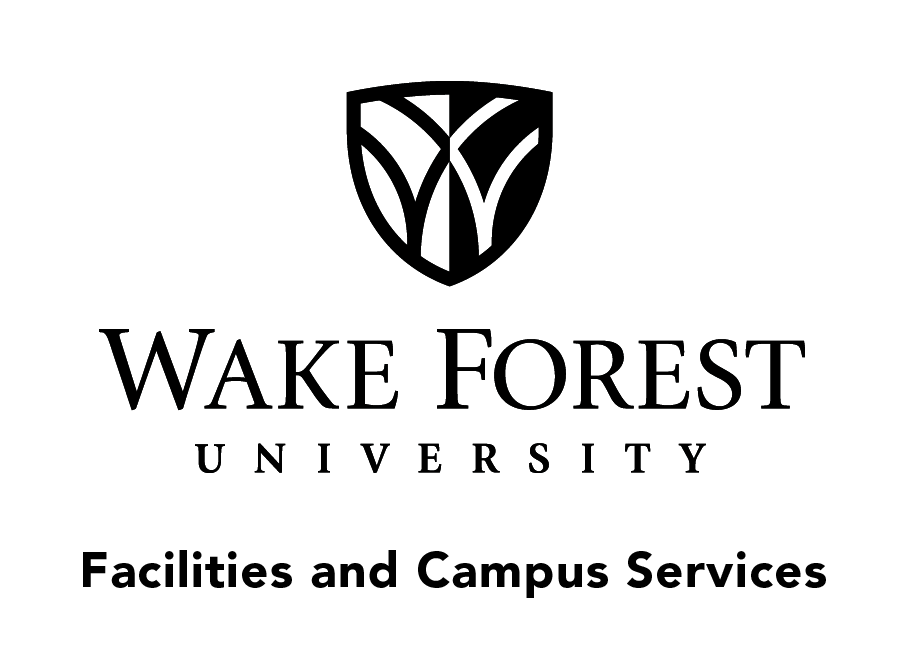 WAKE FOREST
UNIVERSITY
Facilities and Campus Services